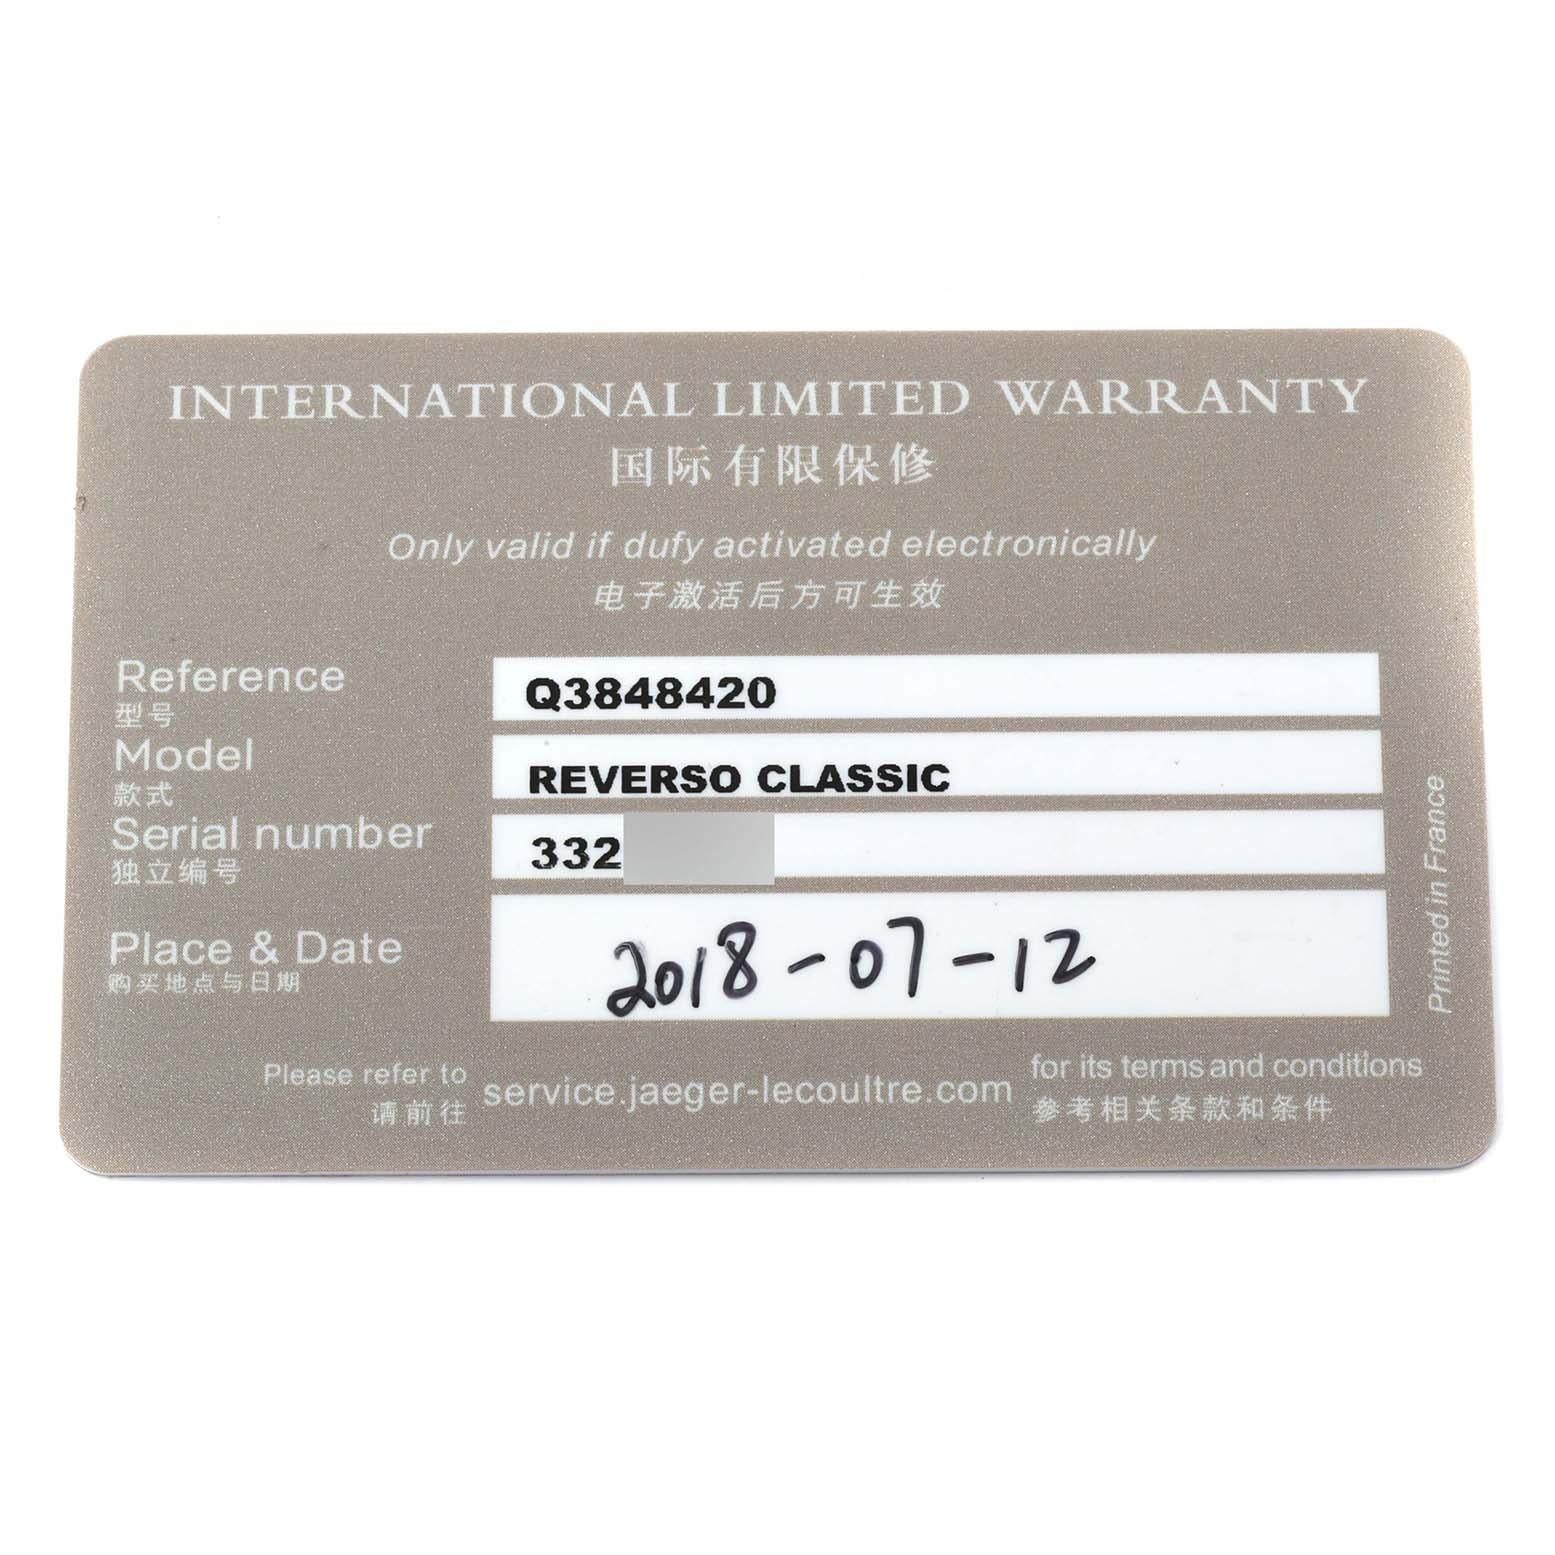 INTERNATIONAL LIMITED WARRANTY
国际有限保修
Only valid if dufy activated electronically
电子激活后方可生效
Reference
型号
Q3848420
Model
款式
REVERSO CLASSIC
Serial number
独立编号
332
Place & Date
购买地点与日期
2018-07-12
Printed in France
Please refer to
请前往
service.jaeger-lecoultre.com
for its terms and conditions
参考相关条款和条件